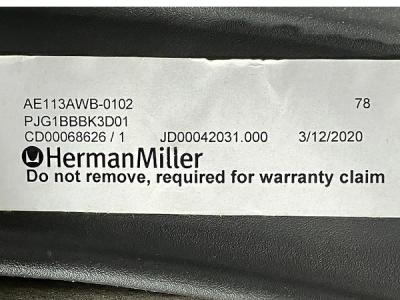 AE113AWB-0102 78
PJG1BBBK3D01
CD00068626 / 1 JD00042031.000 3/12/2020
HermanMiller
Do not remove, required for warranty claim